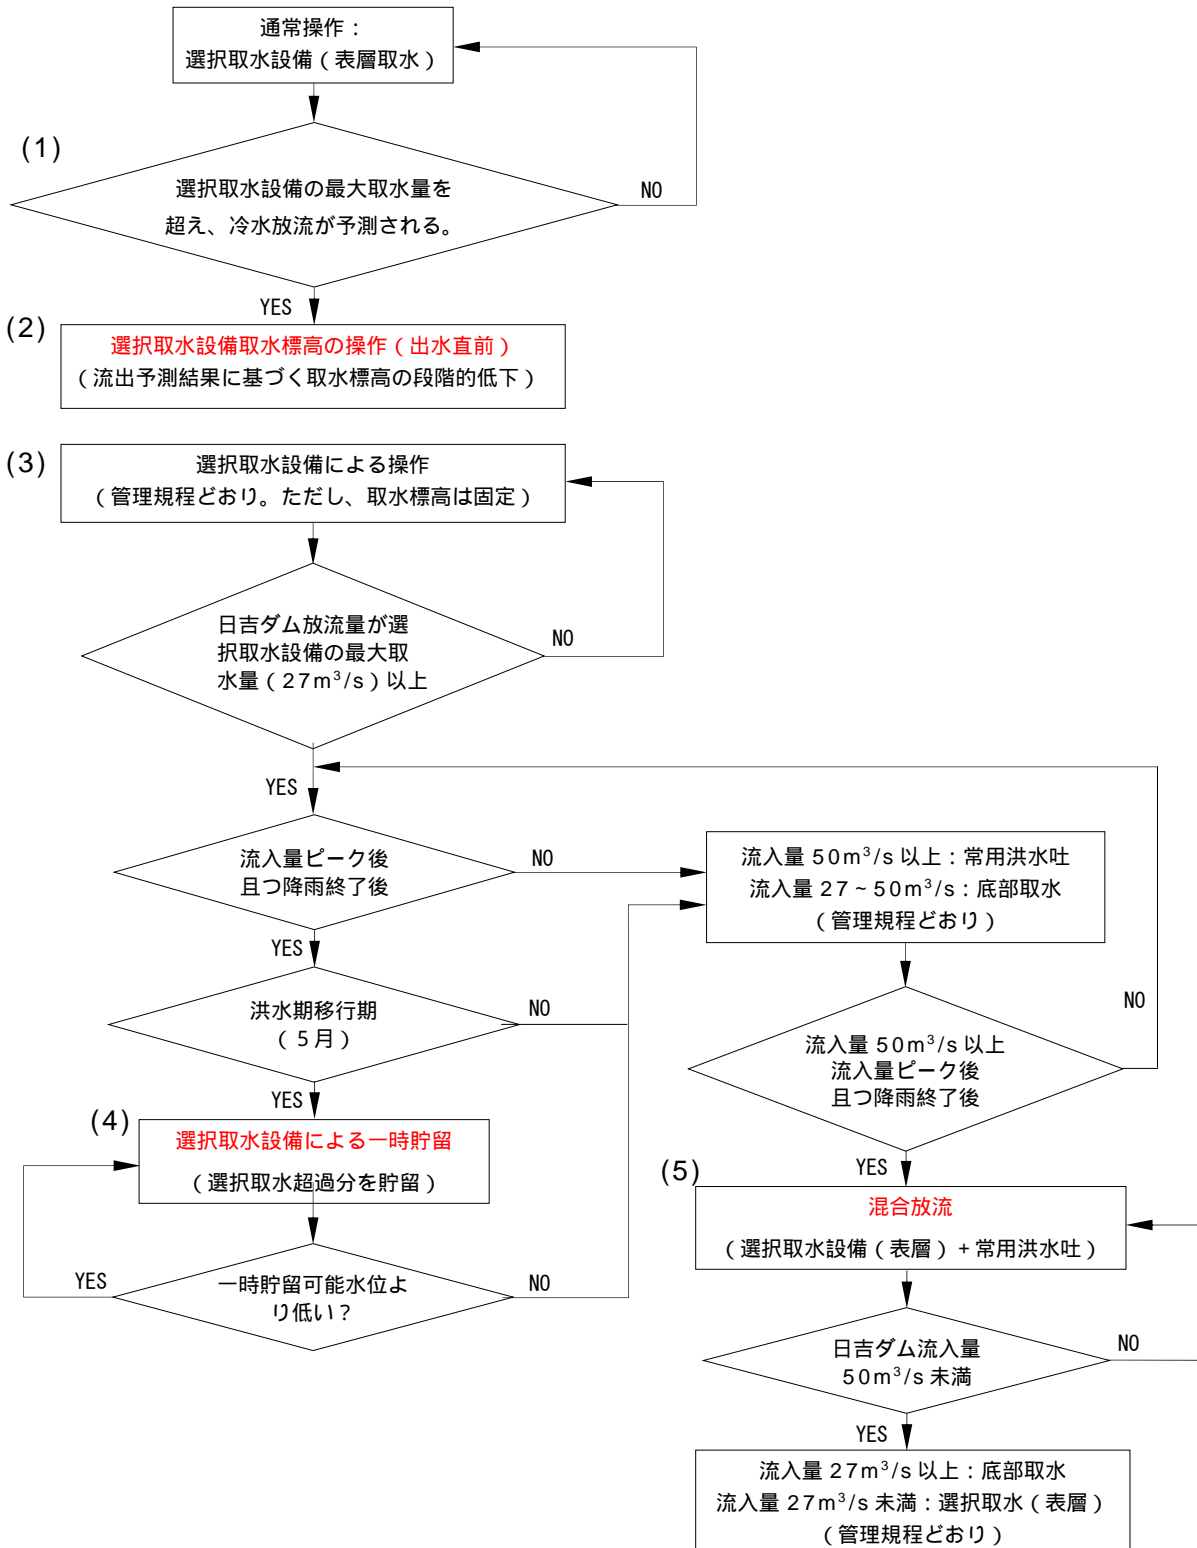 通常操作：
選択取水設備（表層取水）
(1)
選択取水設備の最大取水量を
超え、冷水放流が予測される。
NO
YES
(2)
選択取水設備取水標高の操作（出水直前）
（流出予測結果に基づく取水標高の段階的低下）
(3)
選択取水設備による操作
（管理規程どおり。ただし、取水標高は固定）
日吉ダム放流量が選
択取水設備の最大取
水量（27m³/s）以上
NO
YES
流入量ピーク後
且つ降雨終了後
NO
流入量 50m³/s 以上：常用洪水吐
流入量 27～50m³/s：底部取水
（管理規程どおり）
YES
洪水期移行期
（５月）
NO
流入量 50m³/s 以上
流入量ピーク後
且つ降雨終了後
NO
YES
(4)
選択取水設備による一時貯留
（選択取水超過分を貯留）
YES
(5)
混合放流
（選択取水設備（表層）+ 常用洪水吐）
YES
一時貯留可能水位よ
り低い？
NO
日吉ダム流入量
50m³/s 未満
NO
YES
流入量 27m³/s 以上：底部取水
流入量 27m³/s 未満：選択取水（表層）
（管理規程どおり）